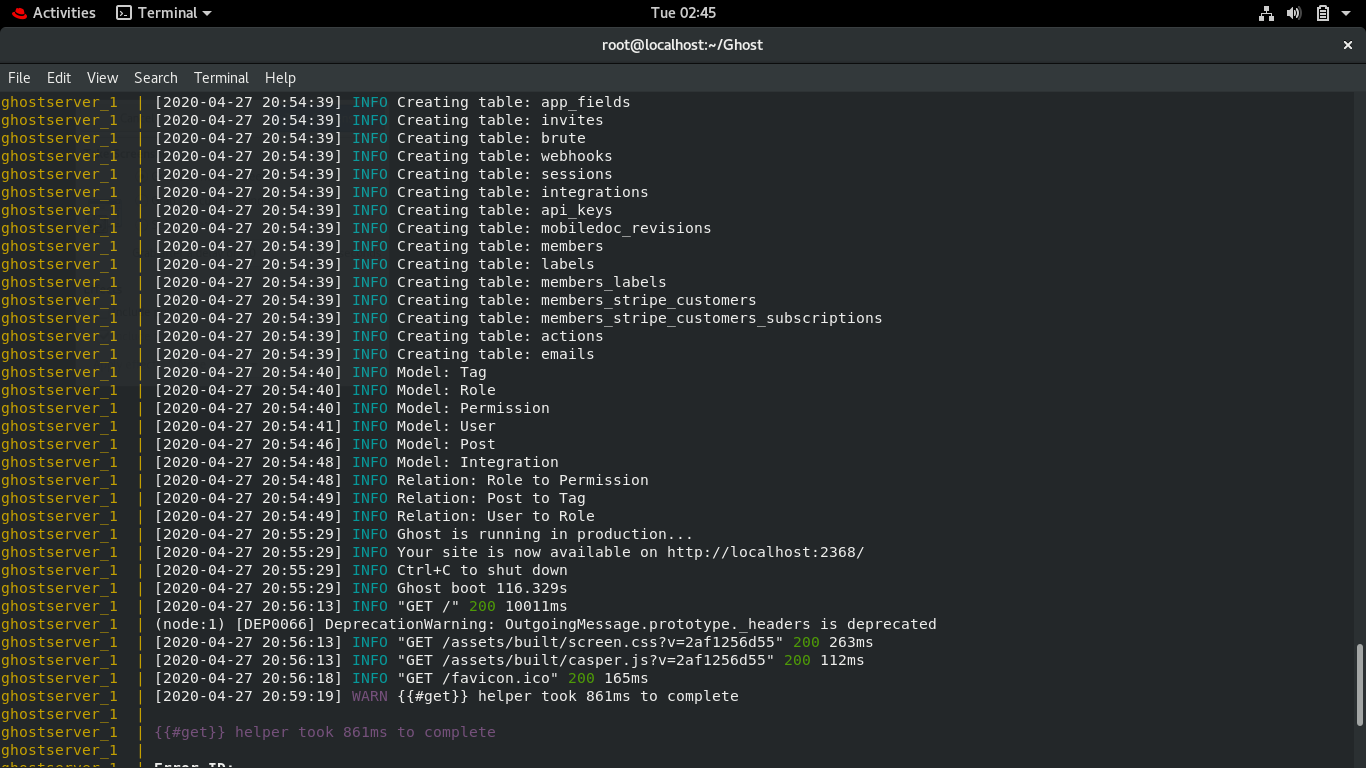 Activities Terminal Tue 02:45
root@localhost:~/Ghost ×
File Edit View Search Terminal Help
ghostserver_1 | [2020-04-27 20:54:39] INFO Creating table: app_fields
ghostserver_1 | [2020-04-27 20:54:39] INFO Creating table: invites
ghostserver_1 | [2020-04-27 20:54:39] INFO Creating table: brute
ghostserver_1 | [2020-04-27 20:54:39] INFO Creating table: webhooks
ghostserver_1 | [2020-04-27 20:54:39] INFO Creating table: sessions
ghostserver_1 | [2020-04-27 20:54:39] INFO Creating table: integrations
ghostserver_1 | [2020-04-27 20:54:39] INFO Creating table: api_keys
ghostserver_1 | [2020-04-27 20:54:39] INFO Creating table: mobiledoc_revisions
ghostserver_1 | [2020-04-27 20:54:39] INFO Creating table: members
ghostserver_1 | [2020-04-27 20:54:39] INFO Creating table: labels
ghostserver_1 | [2020-04-27 20:54:39] INFO Creating table: members_labels
ghostserver_1 | [2020-04-27 20:54:39] INFO Creating table: members_stripe_customers
ghostserver_1 | [2020-04-27 20:54:39] INFO Creating table: members_stripe_customers_subscriptions
ghostserver_1 | [2020-04-27 20:54:39] INFO Creating table: actions
ghostserver_1 | [2020-04-27 20:54:39] INFO Creating table: emails
ghostserver_1 | [2020-04-27 20:54:40] INFO Model: Tag
ghostserver_1 | [2020-04-27 20:54:40] INFO Model: Role
ghostserver_1 | [2020-04-27 20:54:40] INFO Model: Permission
ghostserver_1 | [2020-04-27 20:54:41] INFO Model: User
ghostserver_1 | [2020-04-27 20:54:46] INFO Model: Post
ghostserver_1 | [2020-04-27 20:54:48] INFO Model: Integration
ghostserver_1 | [2020-04-27 20:54:48] INFO Relation: Role to Permission
ghostserver_1 | [2020-04-27 20:54:49] INFO Relation: Post to Tag
ghostserver_1 | [2020-04-27 20:54:49] INFO Relation: User to Role
ghostserver_1 | [2020-04-27 20:55:29] INFO Ghost is running in production...
ghostserver_1 | [2020-04-27 20:55:29] INFO Your site is now available on http://localhost:2368/
ghostserver_1 | [2020-04-27 20:55:29] INFO Ctrl+C to shut down
ghostserver_1 | [2020-04-27 20:55:29] INFO Ghost boot 116.329s
ghostserver_1 | [2020-04-27 20:56:13] INFO "GET /" 200 10011ms
ghostserver_1 | (node:1) [DEP0066] DeprecationWarning: OutgoingMessage.prototype._headers is deprecated
ghostserver_1 | [2020-04-27 20:56:13] INFO "GET /assets/built/screen.css?v=2af1256d55" 200 263ms
ghostserver_1 | [2020-04-27 20:56:13] INFO "GET /assets/built/casper.js?v=2af1256d55" 200 112ms
ghostserver_1 | [2020-04-27 20:56:18] INFO "GET /favicon.ico" 200 165ms
ghostserver_1 | [2020-04-27 20:59:19] WARN {{#get}} helper took 861ms to complete
ghostserver_1 |
ghostserver_1 | {{#get}} helper took 861ms to complete
ghostserver_1 |
ghostserver_1 | Error ID: